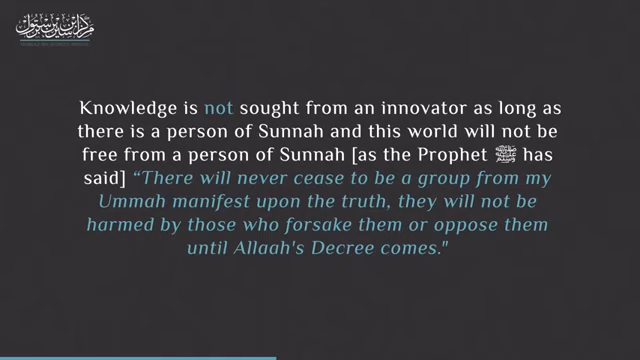 Knowledge is not sought from an innovator as long as
there is a person of Sunnah and this world will not be
free from a person of Sunnah [as the Prophet ﷺ has
said] “There will never cease to be a group from my
Ummah manifest upon the truth, they will not be
harmed by those who forsake them or oppose them
until Allaah's Decree comes."